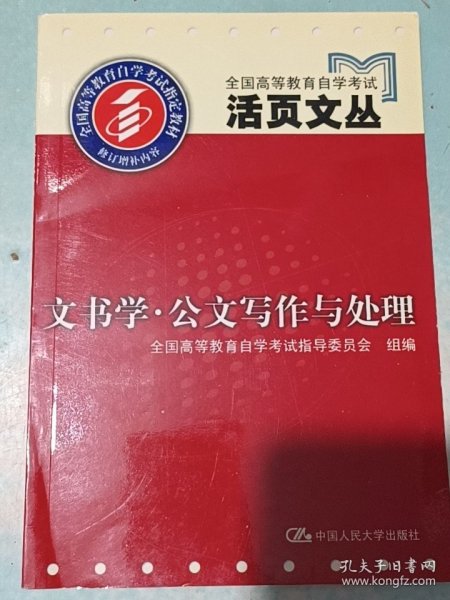 全国高等教育自学考试指定教材
修订增补内容
全国高等教育自学考试
活页文丛
文书学·公文写作与处理
全国高等教育自学考试指导委员会 组编
中国人民大学出版社
孔夫子旧书网
www.kongfz.com